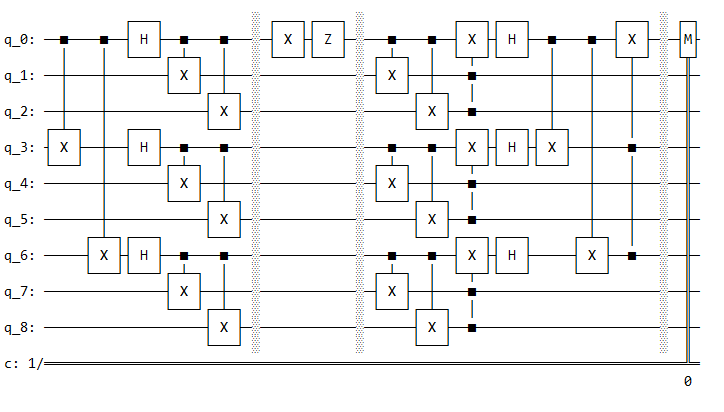 q_0: H X Z X H X M
q_1: X X
q_2: X X
q_3: X H X H X
q_4: X X
q_5: X X
q_6: X H X H X
q_7: X X
q_8: X X
c: 1/
0